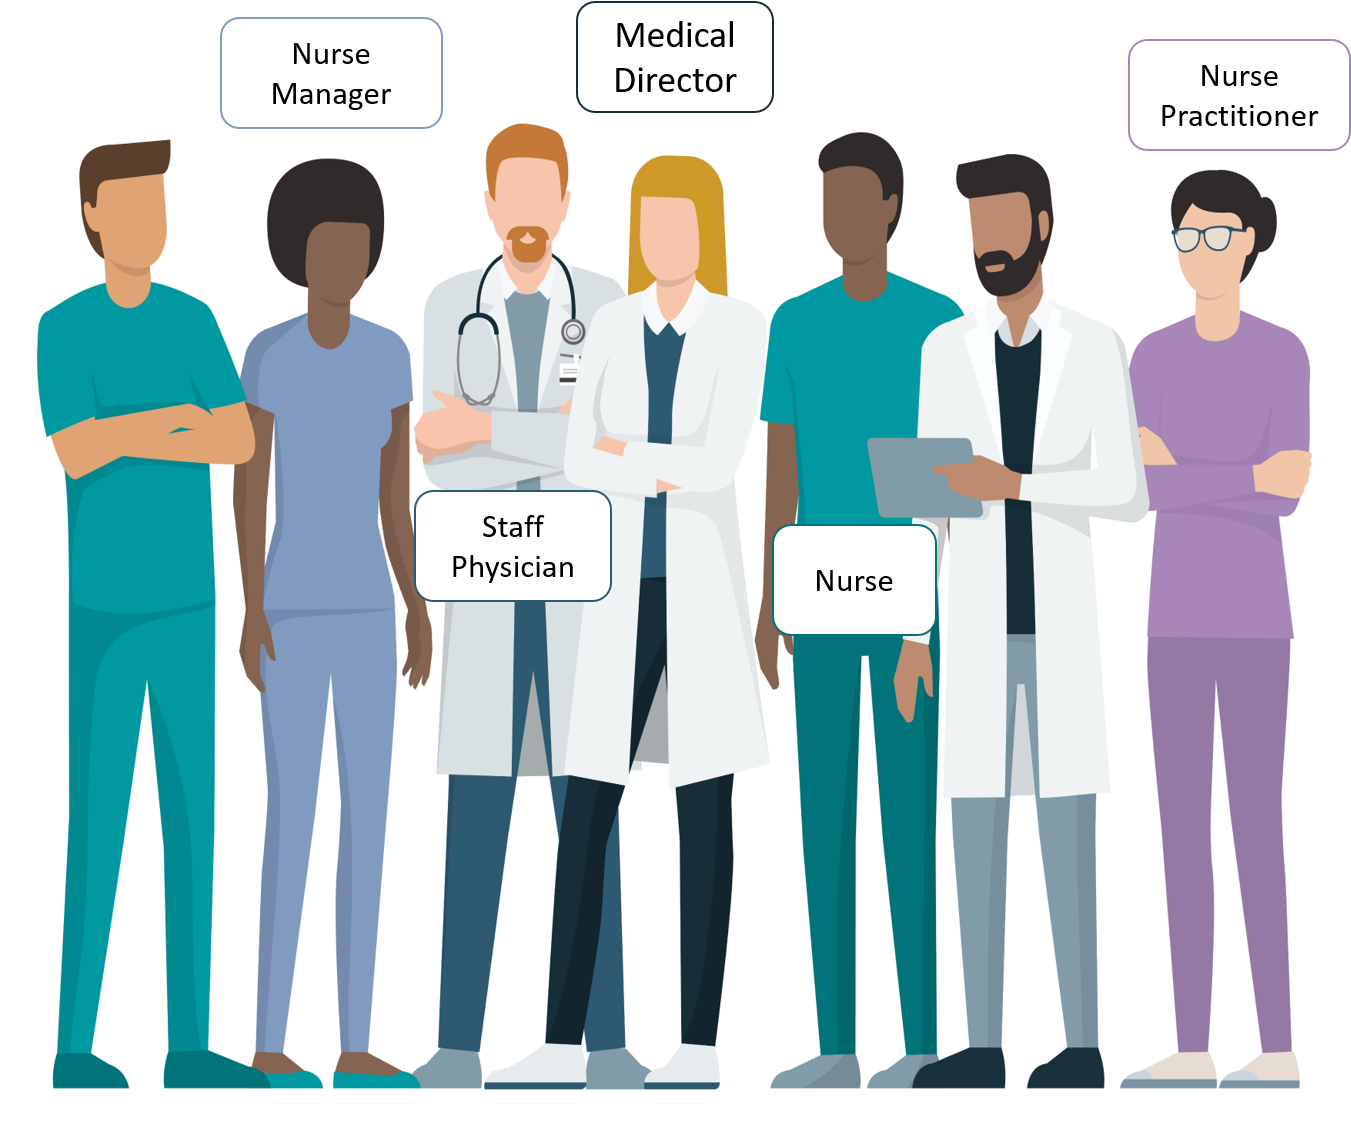 Nurse
Manager
Medical
Director
Nurse
Practitioner
Staff
Physician
Nurse